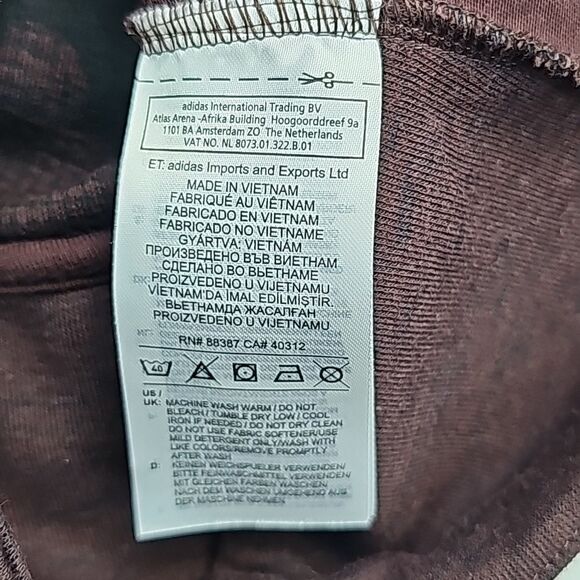 adidas International Trading BV
Atlas Arena -Afrika Building Hoogoorddreef 9a
1101 BA Amsterdam ZO The Netherlands
VAT NO. NL 8073.01.322.B.01
ET: adidas Imports and Exports Ltd
MADE IN VIETNAM
FABRIQUÉ AU VIÊTNAM
FABRICADO EN VIETNAM
FABRICADO NO VIETNAME
GYÁRTVA: VIETNÁM
ПРОИЗВЕДЕНО ВЪВ ВИЕТНАМ
СДЕЛАНО ВО ВЬЕТНАМЕ
PROIZVEDENO U VIJETNAMU
VİETNAM'DA İMAL EDİLMİŞTİR.
ВЬЕТНАМДА ЖАСАЛҒАН
PROIZVEDENO U VIJETNAMU
RN# 88387 CA# 40312
40
US /
UK: MACHINE WASH WARM / DO NOT
BLEACH / TUMBLE DRY LOW / COOL
IRON IF NEEDED / DO NOT DRY CLEAN
DO NOT USE FABRIC SOFTENER/USE
MILD DETERGENT ONLY/WASH WITH
LIKE COLORS/REMOVE PROMPTLY
AFTER WASH
D: KEINEN WEICHSPUELER VERWENDEN/
BITTE FEINWASCHMITTEL VERWENDEN/
MIT GLEICHEN FARBEN WASCHEN/
NACH DEM WASCHEN UMGEHEND AUS
DER MASCHINE NEHMEN